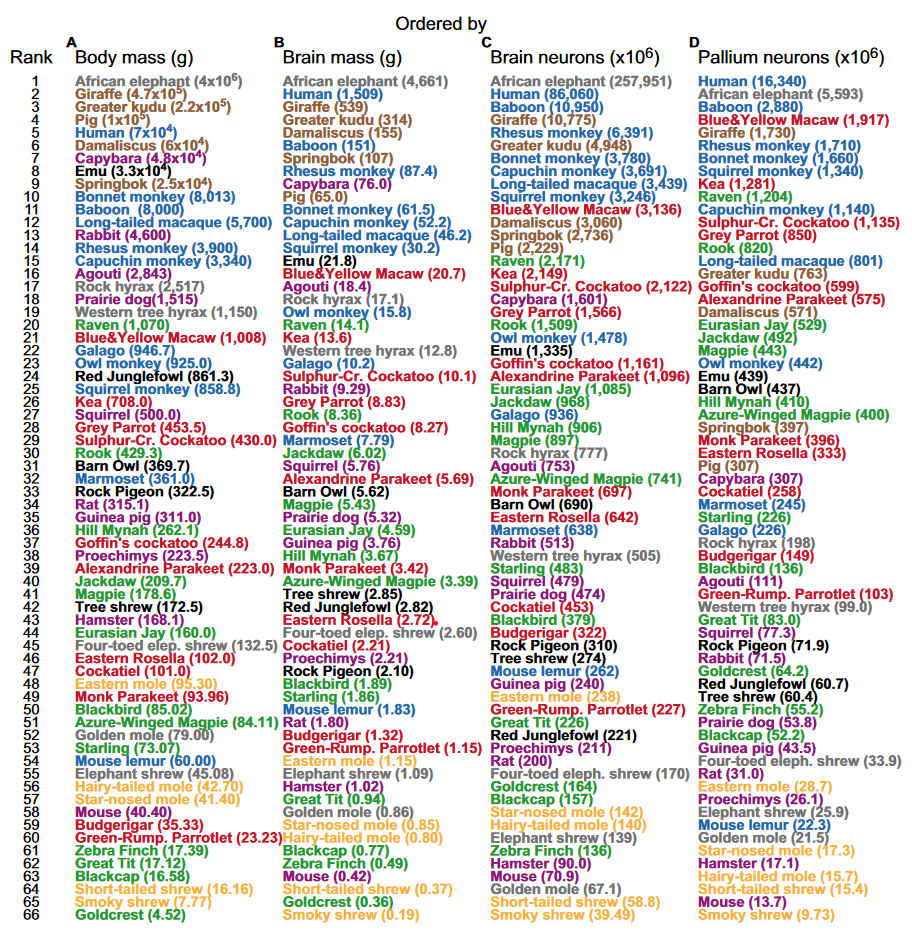 Ordered by
A B C D
Rank Body mass (g) Brain mass (g) Brain neurons (x10⁶) Pallium neurons (x10⁶)
1 African elephant (4x10⁶) African elephant (4,661) African elephant (257,951) Human (16,340)
2 Giraffe (4.7x10⁵) Human (1,509) Human (86,060) African elephant (5,593)
3 Greater kudu (2.2x10⁵) Giraffe (539) Baboon (10,950) Baboon (2,880)
4 Pig (1x10⁵) Greater kudu (314) Giraffe (10,775) Blue&Yellow Macaw (1,917)
5 Human (7x10⁴) Damaliscus (155) Rhesus monkey (6,391) Giraffe (1,730)
6 Damaliscus (6x10⁴) Baboon (151) Greater kudu (4,948) Rhesus monkey (1,710)
7 Capybara (4.8x10⁴) Springbok (107) Bonnet monkey (3,780) Bonnet monkey (1,660)
8 Emu (3.3x10⁴) Rhesus monkey (87.4) Capuchin monkey (3,691) Squirrel monkey (1,340)
9 Springbok (2.5x10⁴) Capybara (76.0) Long-tailed macaque (3,439) Kea (1,281)
10 Bonnet monkey (8,013) Pig (65.0) Squirrel monkey (3,246) Raven (1,204)
11 Baboon (8,000) Bonnet monkey (61.5) Blue&Yellow Macaw (3,136) Capuchin monkey (1,140)
12 Long-tailed macaque (5,700) Capuchin monkey (52.2) Damaliscus (3,060) Sulphur-Cr. Cockatoo (1,135)
13 Rabbit (4,600) Long-tailed macaque (46.2) Springbok (2,736) Grey Parrot (850)
14 Rhesus monkey (3,900) Squirrel monkey (30.2) Pig (2,229) Rook (820)
15 Capuchin monkey (3,340) Emu (21.8) Raven (2,171) Long-tailed macaque (801)
16 Agouti (2,843) Blue&Yellow Macaw (20.7) Kea (2,149) Greater kudu (763)
17 Rock hyrax (2,517) Agouti (18.4) Sulphur-Cr. Cockatoo (2,122) Goffin's cockatoo (599)
18 Prairie dog(1,515) Rock hyrax (17.1) Capybara (1,601) Alexandrine Parakeet (575)
19 Western tree hyrax (1,150) Owl monkey (15.8) Grey Parrot (1,566) Damaliscus (571)
20 Raven (1,070) Raven (14.1) Rook (1,509) Eurasian Jay (529)
21 Blue&Yellow Macaw (1,008) Kea (13.6) Owl monkey (1,478) Jackdaw (492)
22 Galago (946.7) Western tree hyrax (12.8) Emu (1,335) Magpie (443)
23 Owl monkey (925.0) Galago (10.2) Goffin's cockatoo (1,161) Owl monkey (442)
24 Red Junglefowl (861.3) Sulphur-Cr. Cockatoo (10.1) Alexandrine Parakeet (1,096) Emu (439)
25 Squirrel monkey (858.8) Rabbit (9.29) Eurasian Jay (1,085) Barn Owl (437)
26 Kea (708.0) Grey Parrot (8.83) Jackdaw (968) Hill Mynah (410)
27 Squirrel (500.0) Rook (8.36) Galago (936) Azure-Winged Magpie (400)
28 Grey Parrot (453.5) Goffin's cockatoo (8.27) Hill Mynah (906) Springbok (397)
29 Sulphur-Cr. Cockatoo (430.0) Marmoset (7.79) Magpie (897) Monk Parakeet (396)
30 Rook (429.3) Jackdaw (6.02) Rock hyrax (777) Eastern Rosella (333)
31 Barn Owl (369.7) Squirrel (5.76) Agouti (753) Pig (307)
32 Marmoset (361.0) Alexandrine Parakeet (5.69) Azure-Winged Magpie (741) Capybara (307)
33 Rock Pigeon (322.5) Barn Owl (5.62) Monk Parakeet (697) Cockatiel (258)
34 Rat (315.1) Magpie (5.43) Barn Owl (690) Marmoset (245)
35 Guinea pig (311.0) Prairie dog (5.32) Eastern Rosella (642) Starling (226)
36 Hill Mynah (262.1) Eurasian Jay (4.59) Marmoset (638) Galago (226)
37 Goffin's cockatoo (244.8) Guinea pig (3.76) Rabbit (513) Rock hyrax (198)
38 Proechimys (223.5) Hill Mynah (3.67) Western tree hyrax (505) Budgerigar (149)
39 Alexandrine Parakeet (223.0) Monk Parakeet (3.42) Starling (483) Blackbird (136)
40 Jackdaw (209.7) Azure-Winged Magpie (3.39) Squirrel (479) Agouti (111)
41 Magpie (178.6) Tree shrew (2.85) Prairie dog (474) Green-Rump. Parrotlet (103)
42 Tree shrew (172.5) Red Junglefowl (2.82) Cockatiel (453) Western tree hyrax (99.0)
43 Hamster (168.1) Eastern Rosella (2.72) Blackbird (379) Great Tit (83.0)
44 Eurasian Jay (160.0) Four-toed elep. shrew (2.60) Budgerigar (322) Squirrel (77.3)
45 Four-toed elep. shrew (132.5) Cockatiel (2.21) Rock Pigeon (310) Rock Pigeon (71.9)
46 Eastern Rosella (102.0) Proechimys (2.21) Tree shrew (274) Rabbit (71.5)
47 Cockatiel (101.0) Rock Pigeon (2.10) Mouse lemur (262) Goldcrest (64.2)
48 Eastern mole (95.30) Blackbird (1.89) Guinea pig (240) Red Junglefowl (60.7)
49 Monk Parakeet (93.96) Starling (1.86) Eastern mole (238) Tree shrew (60.4)
50 Blackbird (85.02) Mouse lemur (1.83) Green-Rump. Parrotlet (227) Zebra Finch (55.2)
51 Azure-Winged Magpie (84.11) Rat (1.80) Great Tit (226) Prairie dog (53.8)
52 Golden mole (79.00) Budgerigar (1.32) Red Junglefowl (221) Blackcap (52.2)
53 Starling (73.07) Green-Rump. Parrotlet (1.15) Proechimys (211) Guinea pig (43.5)
54 Mouse lemur (60.00) Eastern mole (1.15) Rat (200) Four-toed eleph. shrew (33.9)
55 Elephant shrew (45.08) Elephant shrew (1.09) Four-toed eleph. shrew (170) Rat (31.0)
56 Hairy-tailed mole (42.70) Hamster (1.02) Goldcrest (164) Eastern mole (28.7)
57 Star-nosed mole (41.40) Great Tit (0.94) Blackcap (157) Proechimys (26.1)
58 Mouse (40.40) Golden mole (0.86) Star-nosed mole (142) Elephant shrew (25.9)
59 Budgerigar (35.33) Star-nosed mole (0.85) Hairy-tailed mole (140) Mouse lemur (22.3)
60 Green-Rump. Parrotlet (23.23) Hairy-tailed mole (0.80) Elephant shrew (139) Golden mole (21.5)
61 Zebra Finch (17.39) Blackcap (0.77) Zebra Finch (136) Star-nosed mole (17.3)
62 Great Tit (17.12) Zebra Finch (0.49) Hamster (90.0) Hamster (17.1)
63 Blackcap (16.58) Mouse (0.42) Mouse (70.9) Hairy-tailed mole (15.7)
64 Short-tailed shrew (16.16) Short-tailed shrew (0.37) Golden mole (67.1) Short-tailed shrew (15.4)
65 Smoky shrew (7.77) Goldcrest (0.36) Short-tailed shrew (58.8) Mouse (13.7)
66 Goldcrest (4.52) Smoky shrew (0.19) Smoky shrew (39.49) Smoky shrew (9.73)